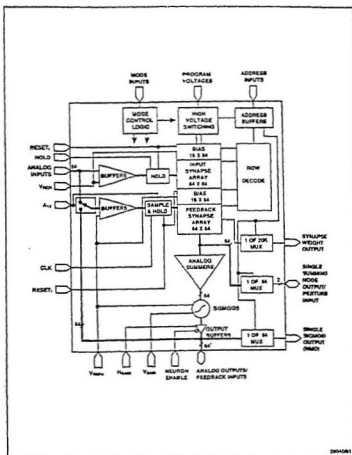 MODE
INPUTS
PROGRAM
VOLTAGES
ADDRESS
INPUTS
MODE
CONTROL
LOGIC
HIGH
VOLTAGE
SWITCHING
ADDRESS
BUFFERS
HOLD
ANALOG
INPUTS
BIAS
16 X 64
INPUT
SYNAPSE
ARRAY
64 X 64
BUFFERS
HOLD
BIAS
16 X 64
FEEDBACK
SYNAPSE
ARRAY
64 X 64
BUFFERS
SAMPLE
& HOLD
ROW
DECODE
CLK
ANALOG
SUMMERS
SIGMOIDS
OUTPUT
BUFFERS
1 OF 20K
MUX
SYNAPSE
WEIGHT OUTPUT
1 OF 64
MUX
SINGLE SUMMING
NODE OUTPUT/
PERTURB INPUT
1 OF 64
MUX
SINGLE
SIGMOID
OUTPUT
NEURON
ENABLE
ANALOG OUTPUTS/
FEEDBACK INPUTS